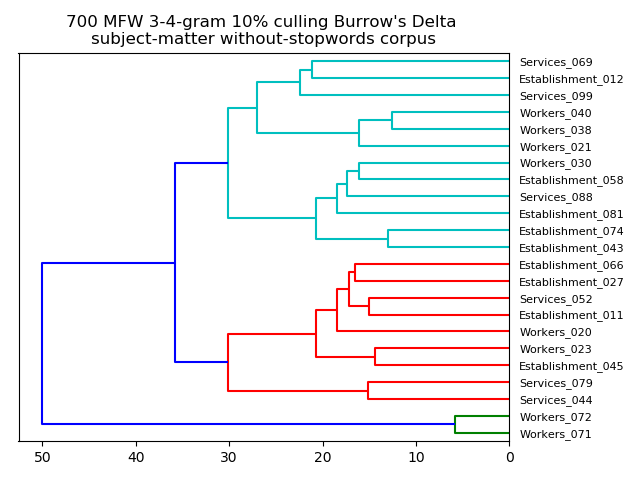 700 MFW 3-4-gram 10% culling Burrow's Delta
subject-matter without-stopwords corpus
Services_069
Establishment_012
Services_099
Workers_040
Workers_038
Workers_021
Workers_030
Establishment_058
Services_088
Establishment_081
Establishment_074
Establishment_043
Establishment_066
Establishment_027
Services_052
Establishment_011
Workers_020
Workers_023
Establishment_045
Services_079
Services_044
Workers_072
Workers_071
50 40 30 20 10 0